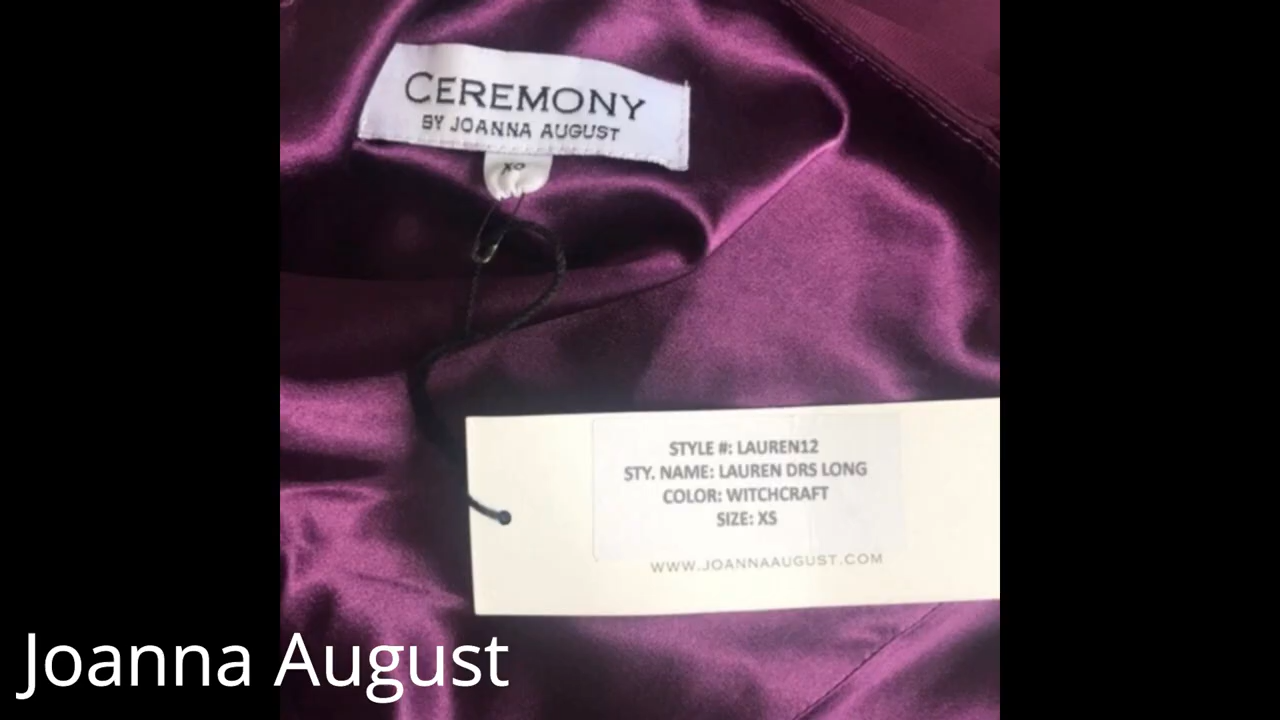 CEREMONY
BY JOANNA AUGUST
STYLE #: LAUREN12
STY. NAME: LAUREN DRS LONG
COLOR: WITCHCRAFT
SIZE: XS
WWW.JOANNAAUGUST.COM
Joanna August